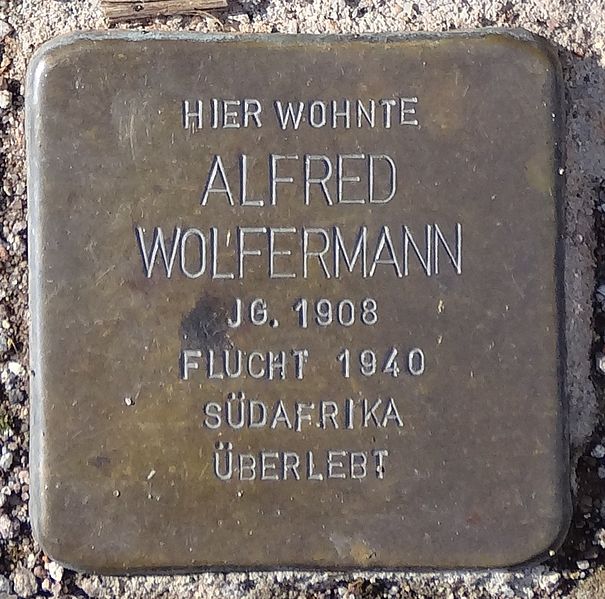 HIER WOHNTE
ALFRED
WOLFERMANN
JG. 1908
FLUCHT 1940
SÜDAFRIKA
ÜBERLEBT